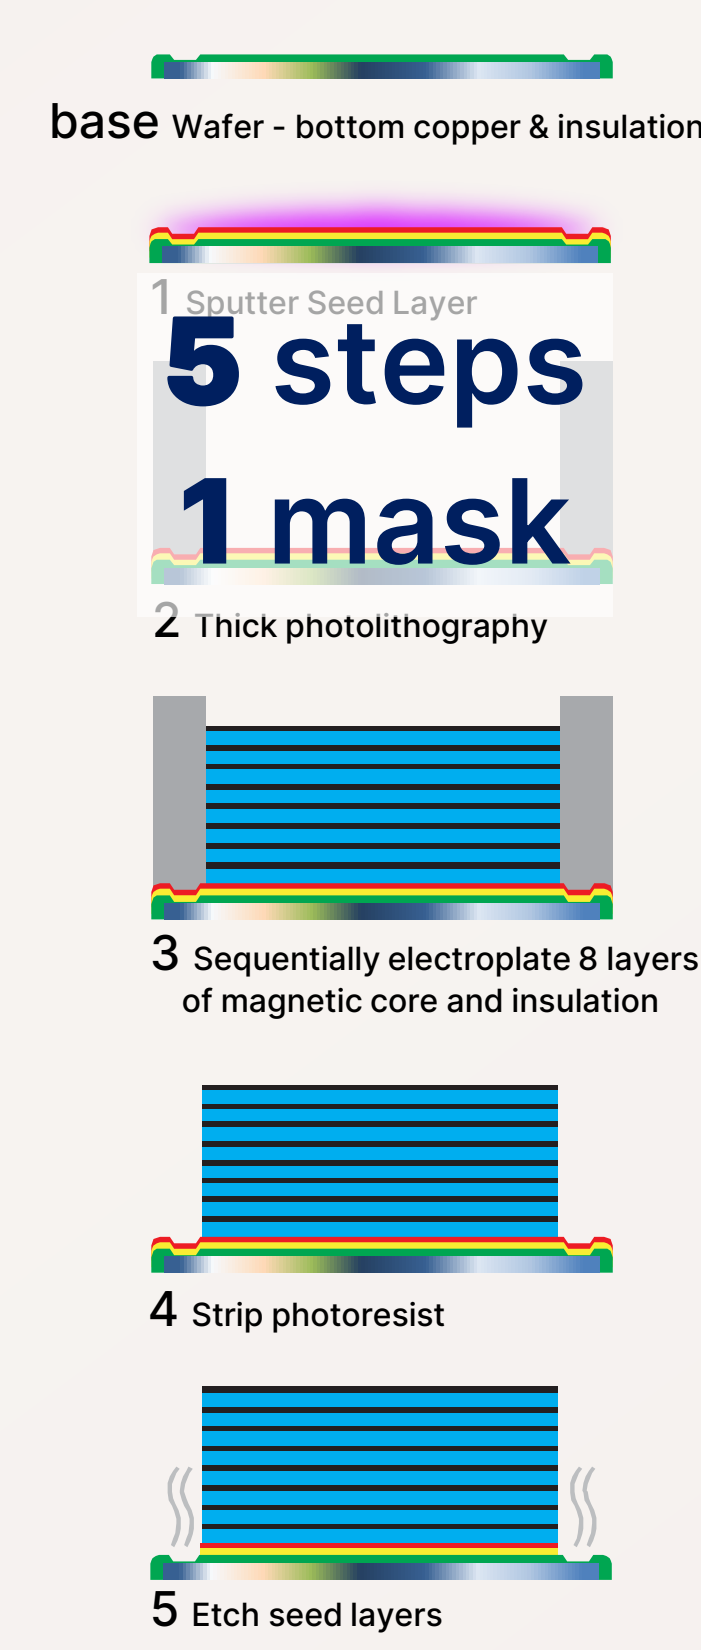 base Wafer - bottom copper & insulation
1 Sputter Seed Layer
5 steps
1 mask
2 Thick photolithography
3 Sequentially electroplate 8 layers
of magnetic core and insulation
4 Strip photoresist
5 Etch seed layers